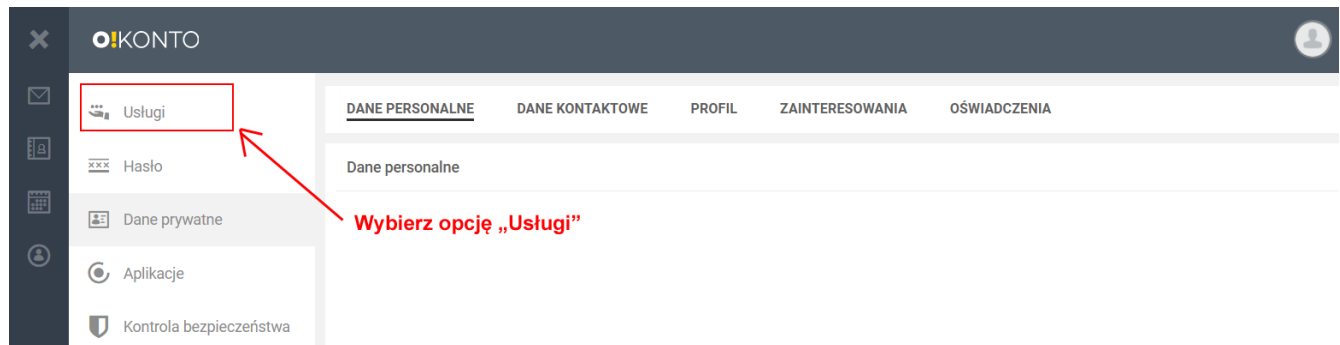 O!KONTO
Usługi
DANE PERSONALNE DANE KONTAKTOWE PROFIL ZAINTERESOWANIA OŚWIADCZENIA
xxx Hasło
Dane personalne
Dane prywatne
Wybierz opcję „Usługi”
Aplikacje
Kontrola bezpieczeństwa